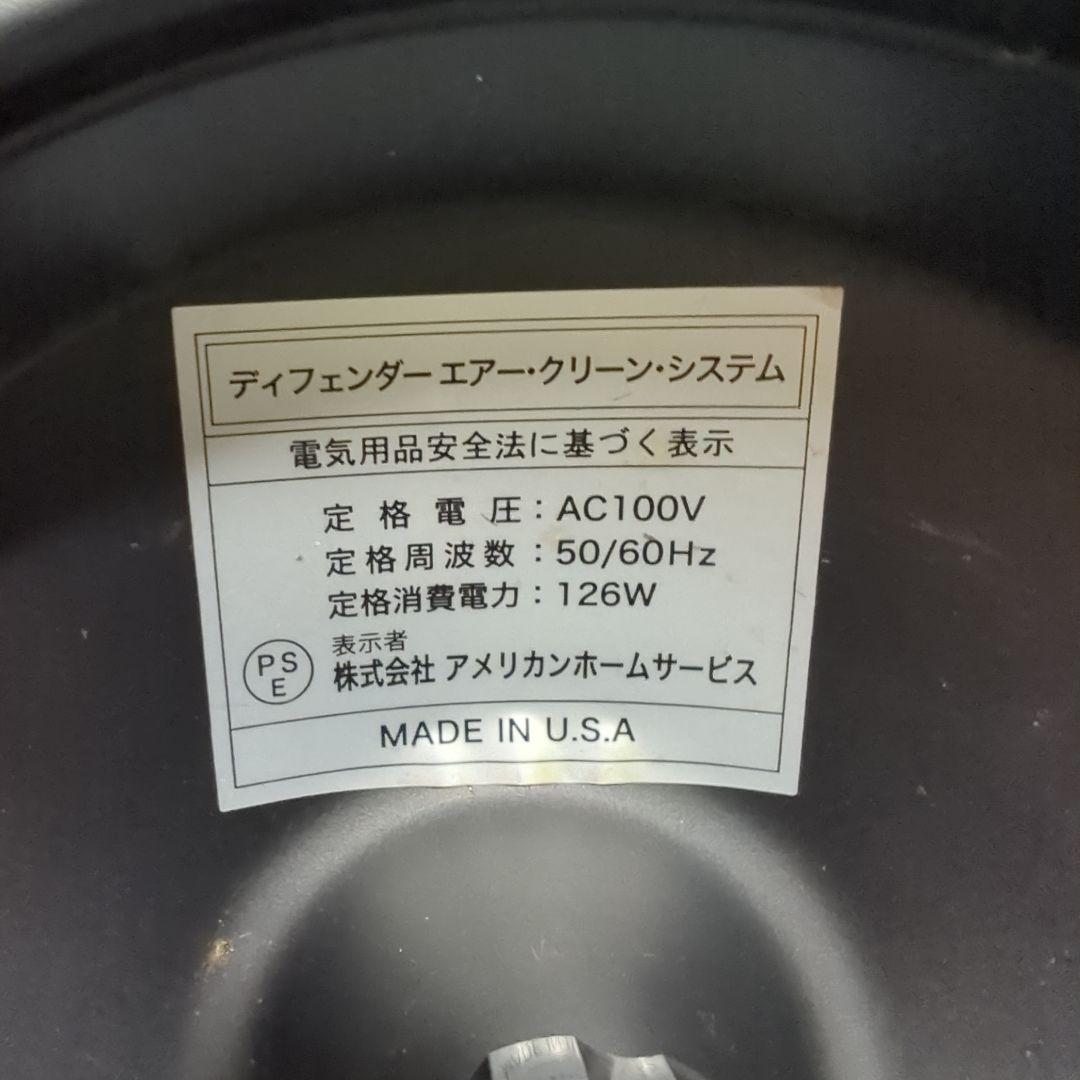 ディフェンダー エアー・クリーン・システム
電気用品安全法に基づく表示
定格電圧：AC100V
定格周波数：50/60Hz
定格消費電力：126W
表示者
PSE 株式会社 アメリカンホームサービス
MADE IN U.S.A